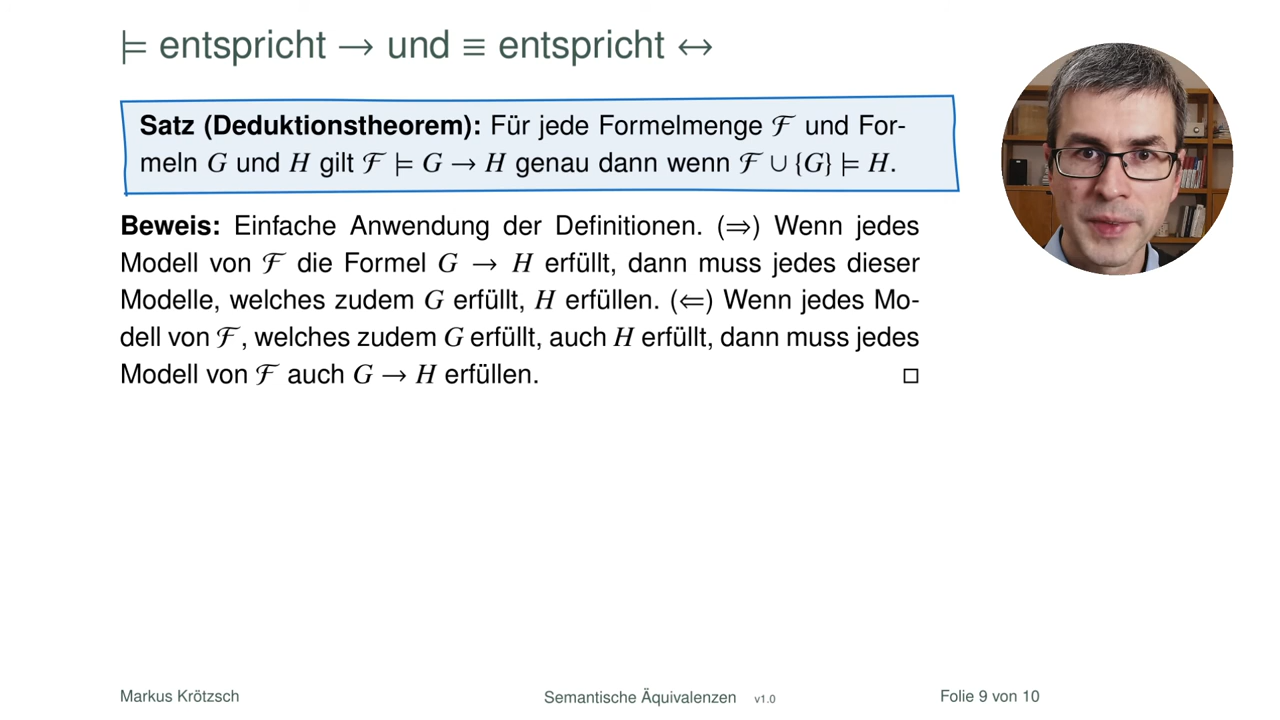 ⊨ entspricht → und ≡ entspricht ↔
Satz (Deduktionstheorem): Für jede Formelmenge ℱ und For-
meln G und H gilt ℱ ⊨ G → H genau dann wenn ℱ ∪ {G} ⊨ H.
Beweis: Einfache Anwendung der Definitionen. (⇒) Wenn jedes
Modell von ℱ die Formel G → H erfüllt, dann muss jedes dieser
Modelle, welches zudem G erfüllt, H erfüllen. (⇐) Wenn jedes Mo-
dell von ℱ, welches zudem G erfüllt, auch H erfüllt, dann muss jedes
Modell von ℱ auch G → H erfüllen. □
Markus Krötzsch Semantische Äquivalenzen v1.0 Folie 9 von 10